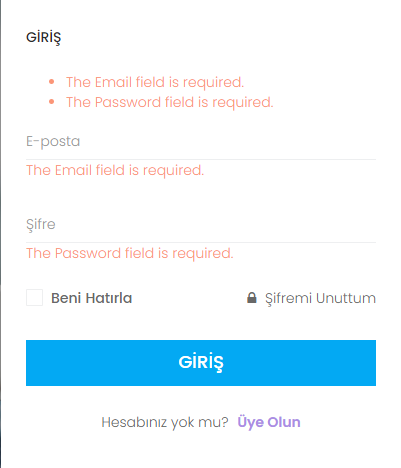 GİRİŞ
The Email field is required.
The Password field is required.
E-posta
The Email field is required.
Şifre
The Password field is required.
Beni Hatırla
Şifremi Unuttum
GİRİŞ
Hesabınız yok mu? Üye Olun